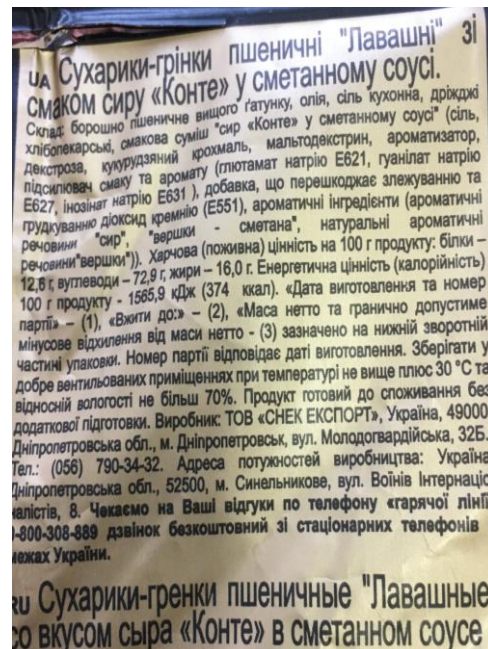 UA Сухарики-грінки пшеничні "Лавашні" зі
смаком сиру «Конте» у сметанному соусі.
Склад: борошно пшеничне вищого ґатунку, олія, сіль кухонна, дріжджі
хлібопекарські, смакова суміш "сир «Конте» у сметанному соусі" (сіль,
декстроза, кукурудзяний крохмаль, мальтодекстрин, ароматизатор,
підсилювач смаку та аромату (глютамат натрію Е621, гуанілат натрію
Е627, інозінат натрію Е631 ), добавка, що перешкоджає злежуванню та
грудкуванню діоксид кремнію (Е551), ароматичні інгредієнти (ароматичні
речовини "сир", "вершки - сметана", натуральні ароматичні
речовини"вершки")). Харчова (поживна) цінність на 100 г продукту: білки –
12,6 г, вуглеводи – 72,9 г, жири – 16,0 г. Енергетична цінність (калорійність)
100 г продукту - 1565,9 кДж (374 ккал). «Дата виготовлення та номер
партії» – (1), «Вжити до:» – (2), «Маса нетто та гранично допустиме
мінусове відхилення від маси нетто - (3) зазначено на нижній зворотній
частині упаковки. Номер партії відповідає даті виготовлення. Зберігати у
добре вентильованих приміщеннях при температурі не вище плюс 30 °С та
відносній вологості не більш 70%. Продукт готовий до споживання без
додаткової підготовки. Виробник: ТОВ «СНЕК ЕКСПОРТ», Україна, 49000
Дніпропетровська обл., м. Дніпропетровськ, вул. Молодогвардійська, 32Б.
Тел.: (056) 790-34-32. Адреса потужностей виробництва: Україна
Дніпропетровська обл., 52500, м. Синельникове, вул. Воїнів Інтернаціо
налістів, 8. Чекаємо на Ваші відгуки по телефону «гарячої лінії
0-800-308-889 дзвінок безкоштовний зі стаціонарних телефонів
межах України.
RU Сухарики-гренки пшеничные "Лавашные
со вкусом сыра «Конте» в сметанном соусе